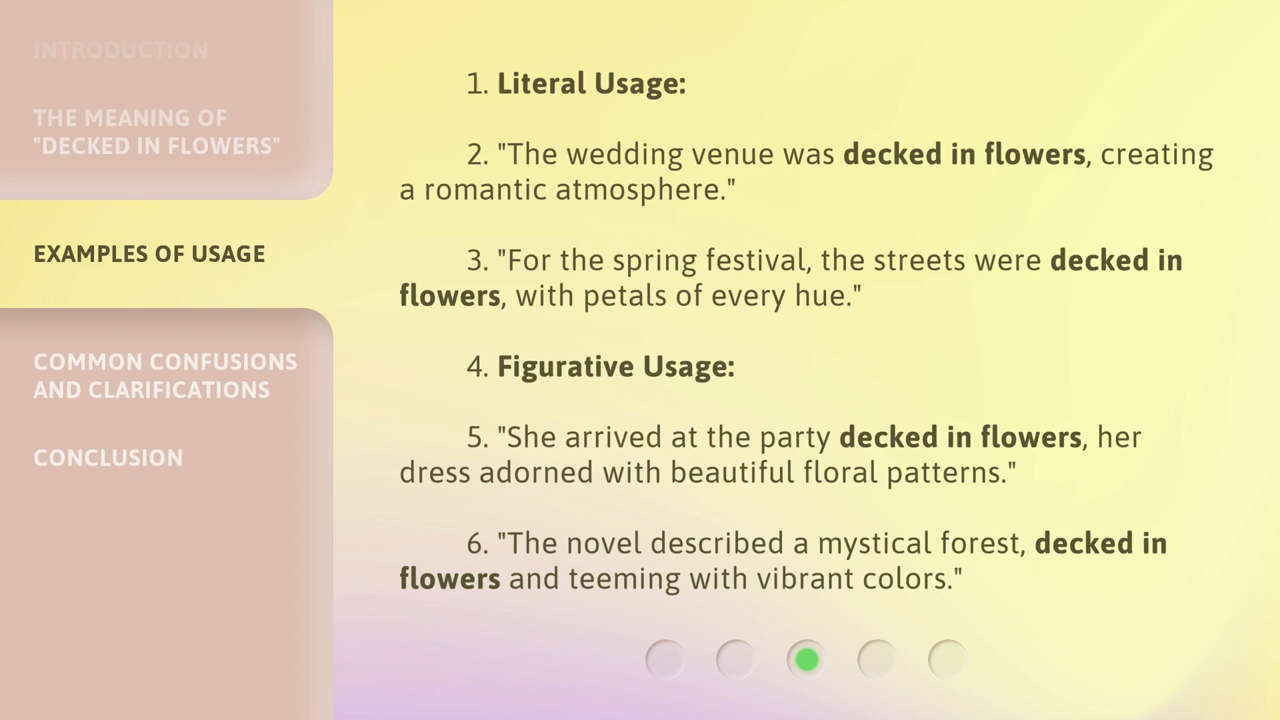 INTRODUCTION
THE MEANING OF
"DECKED IN FLOWERS"
EXAMPLES OF USAGE
COMMON CONFUSIONS
AND CLARIFICATIONS
CONCLUSION
1. Literal Usage:
2. "The wedding venue was decked in flowers, creating
a romantic atmosphere."
3. "For the spring festival, the streets were decked in
flowers, with petals of every hue."
4. Figurative Usage:
5. "She arrived at the party decked in flowers, her
dress adorned with beautiful floral patterns."
6. "The novel described a mystical forest, decked in
flowers and teeming with vibrant colors."